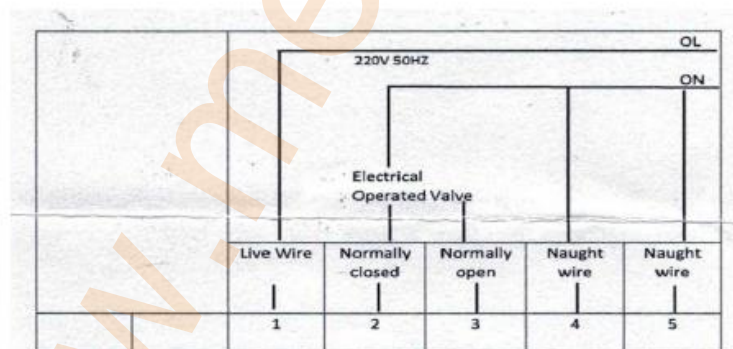 OL
220V 50HZ
ON
Electrical
Operated Valve
Live Wire Normally closed Normally open Naught wire Naught wire
1 2 3 4 5